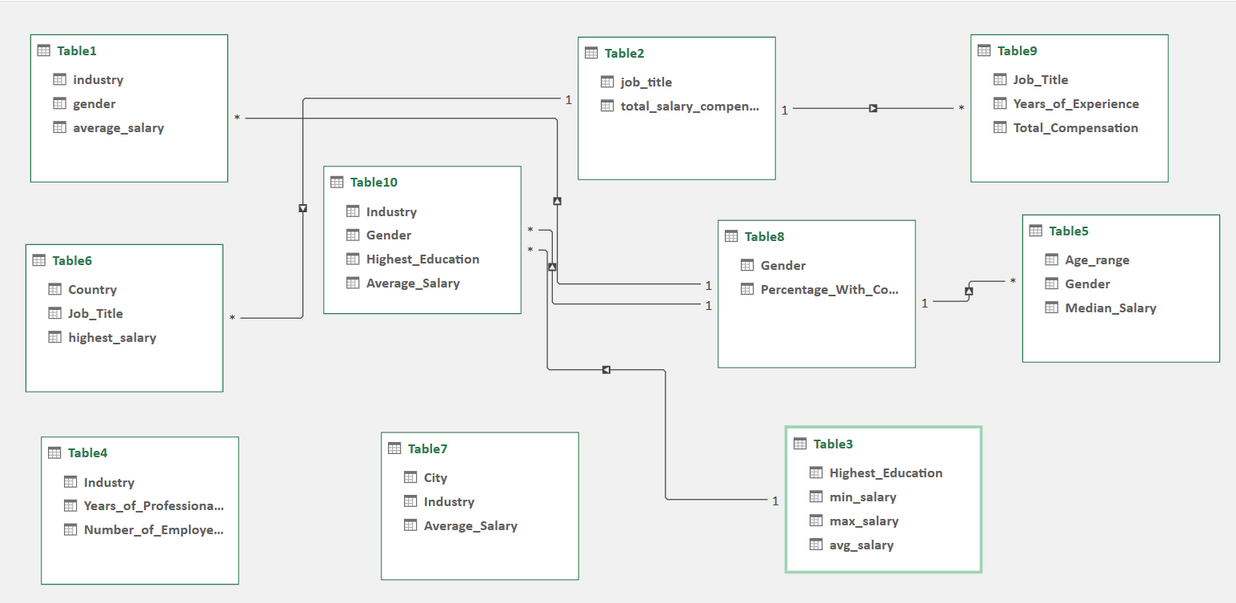 Table1
industry
gender
average_salary
Table2
job_title
total_salary_compen...
Table9
Job_Title
Years_of_Experience
Total_Compensation
1
*
1
*
Table10
Industry
Gender
Highest_Education
Average_Salary
*
*
Table8
Gender
Percentage_With_Co...
1
1
1
*
Table5
Age_range
Gender
Median_Salary
Table6
Country
Job_Title
highest_salary
*
Table4
Industry
Years_of_Professiona...
Number_of_Employe...
Table7
City
Industry
Average_Salary
1
Table3
Highest_Education
min_salary
max_salary
avg_salary